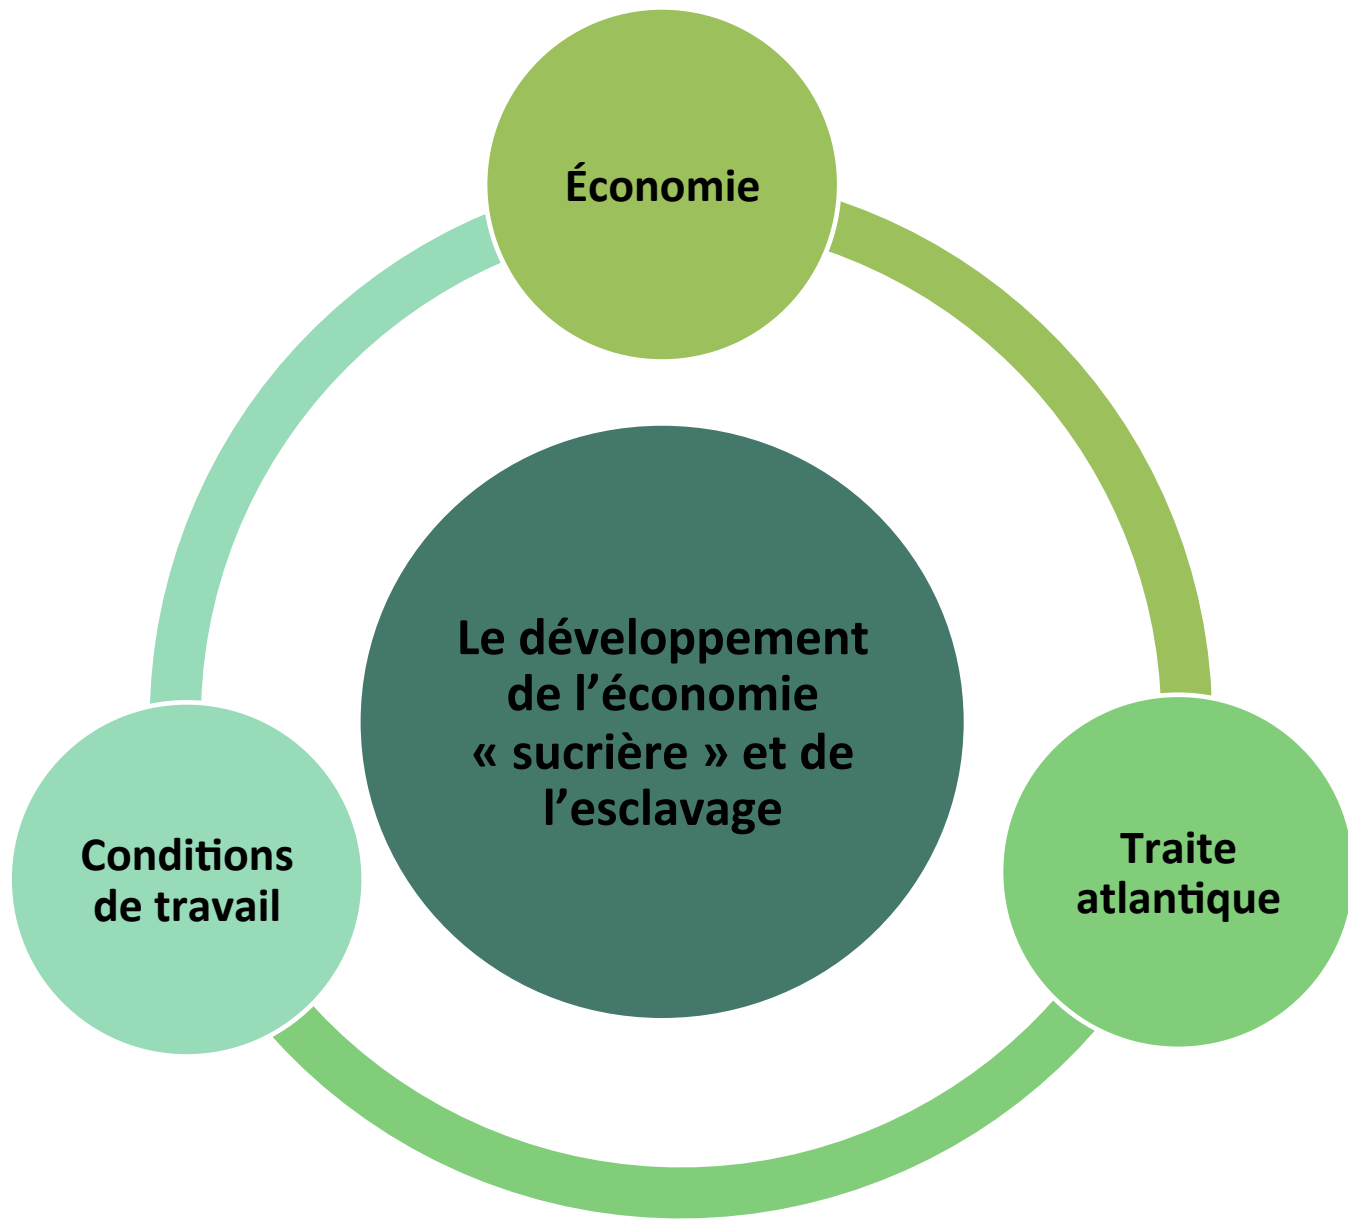 Économie
Le développement
de l’économie
« sucrière » et de
l’esclavage
Conditions
de travail
Traite
atlantique